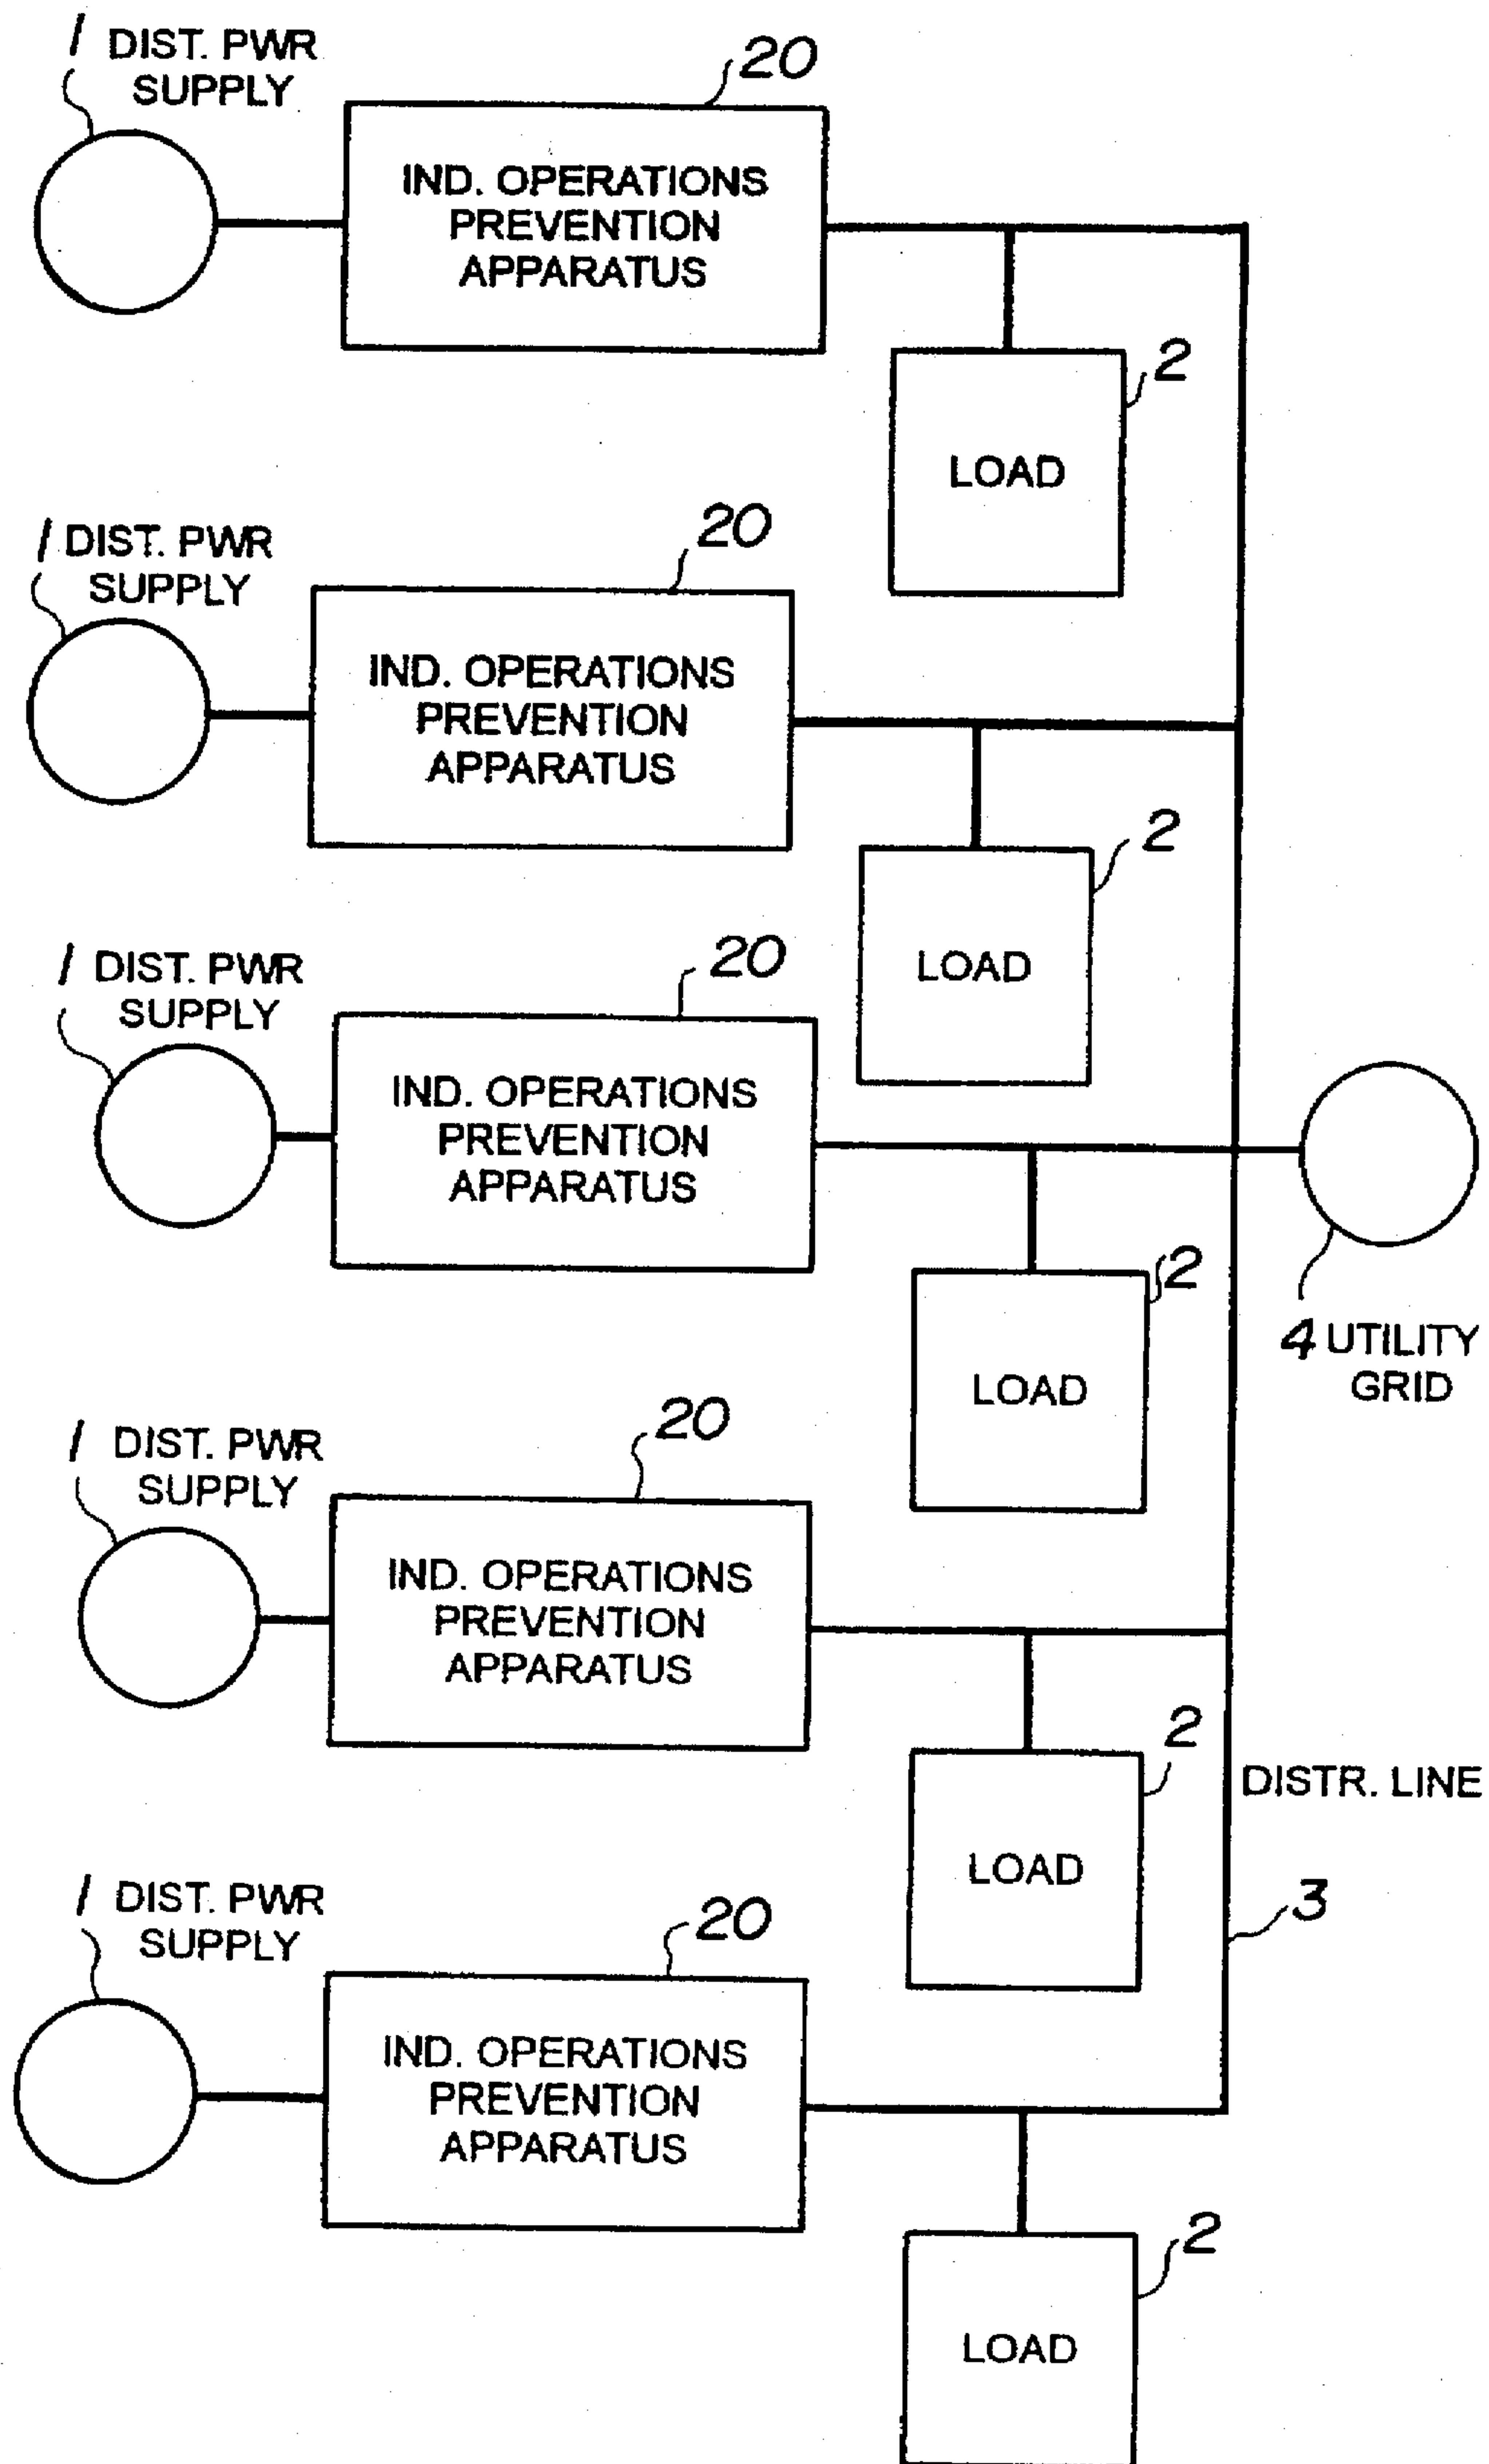 1 DIST. PWR
SUPPLY
20
IND. OPERATIONS
PREVENTION
APPARATUS
2
LOAD
1 DIST. PWR
SUPPLY
20
IND. OPERATIONS
PREVENTION
APPARATUS
2
LOAD
1 DIST. PWR
SUPPLY
20
IND. OPERATIONS
PREVENTION
APPARATUS
2
LOAD
4 UTILITY
GRID
1 DIST. PWR
SUPPLY
20
IND. OPERATIONS
PREVENTION
APPARATUS
2
LOAD
DISTR. LINE
3
1 DIST. PWR
SUPPLY
20
IND. OPERATIONS
PREVENTION
APPARATUS
2
LOAD